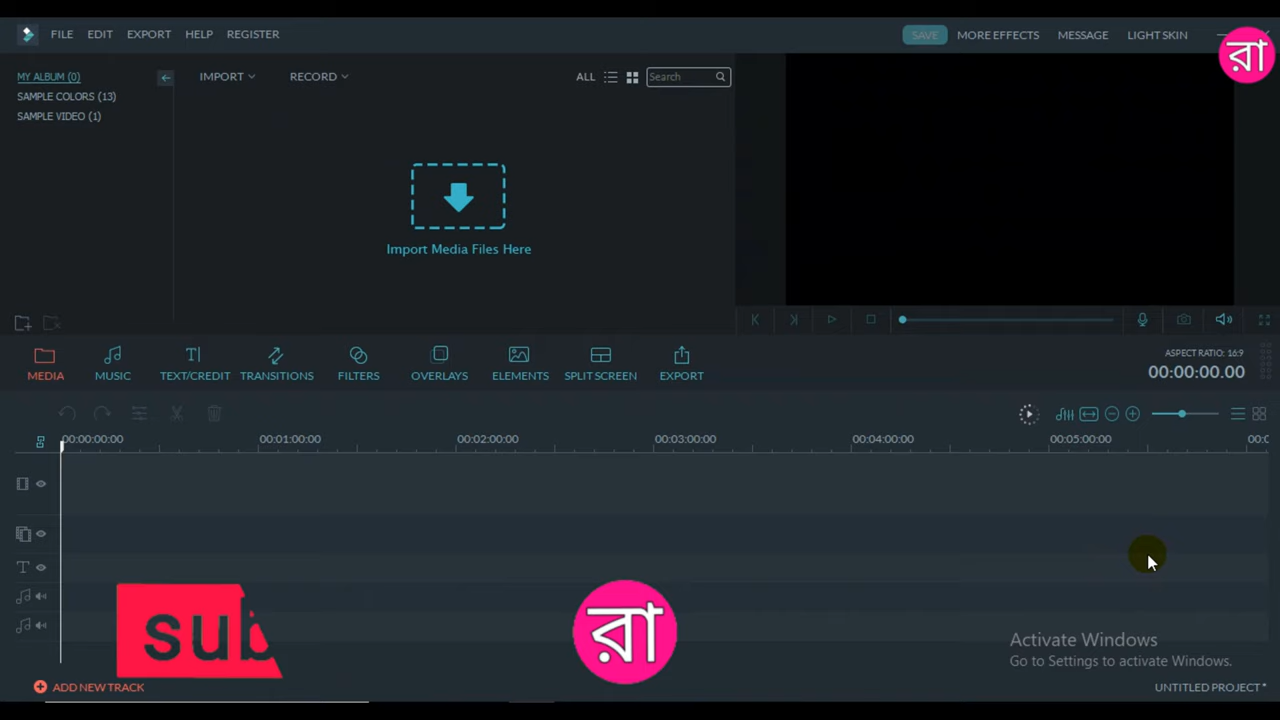 FILE EDIT EXPORT HELP REGISTER SAVE MORE EFFECTS MESSAGE LIGHT SKIN
রা
MY ALBUM (0) IMPORT RECORD ALL Search
SAMPLE COLORS (13)
SAMPLE VIDEO (1)
Import Media Files Here
MEDIA MUSIC TEXT/CREDIT TRANSITIONS FILTERS OVERLAYS ELEMENTS SPLIT SCREEN EXPORT
ASPECT RATIO: 16:9
00:00:00.00
00:00:00:00 00:01:00:00 00:02:00:00 00:03:00:00 00:04:00:00 00:05:00:00
sub
রা
Activate Windows
Go to Settings to activate Windows.
ADD NEW TRACK UNTITLED PROJECT *